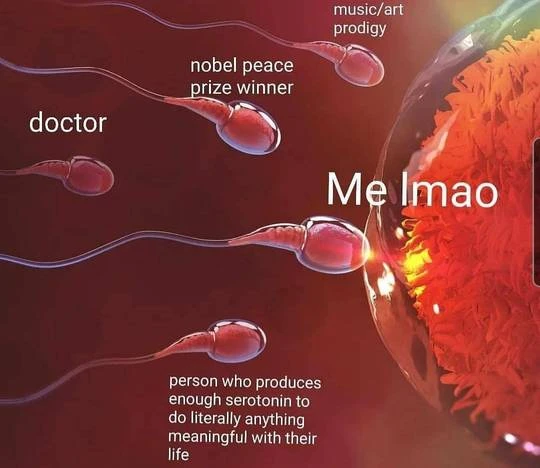 music/art
prodigy
nobel peace
prize winner
doctor
Me lmao
person who produces
enough serotonin to
do literally anything
meaningful with their
life